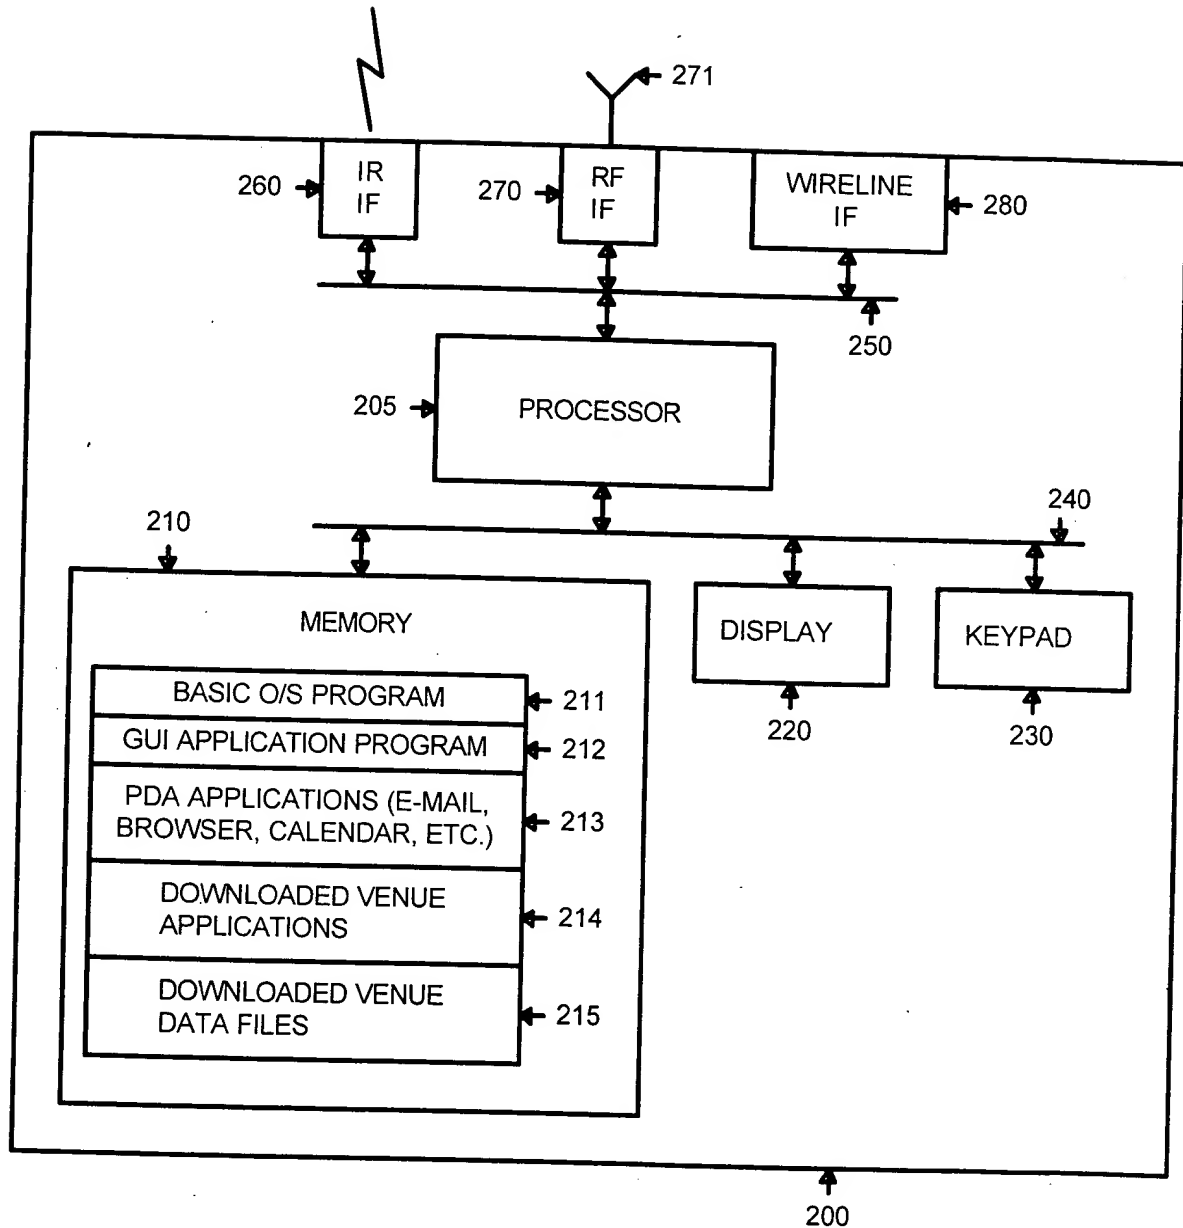 271
260
IR
IF
270
RF
IF
WIRELINE
IF
280
250
205
PROCESSOR
210
240
MEMORY
DISPLAY
KEYPAD
220
230
BASIC O/S PROGRAM
211
GUI APPLICATION PROGRAM
212
PDA APPLICATIONS (E-MAIL,
BROWSER, CALENDAR, ETC.)
213
DOWNLOADED VENUE
APPLICATIONS
214
DOWNLOADED VENUE
DATA FILES
215
200